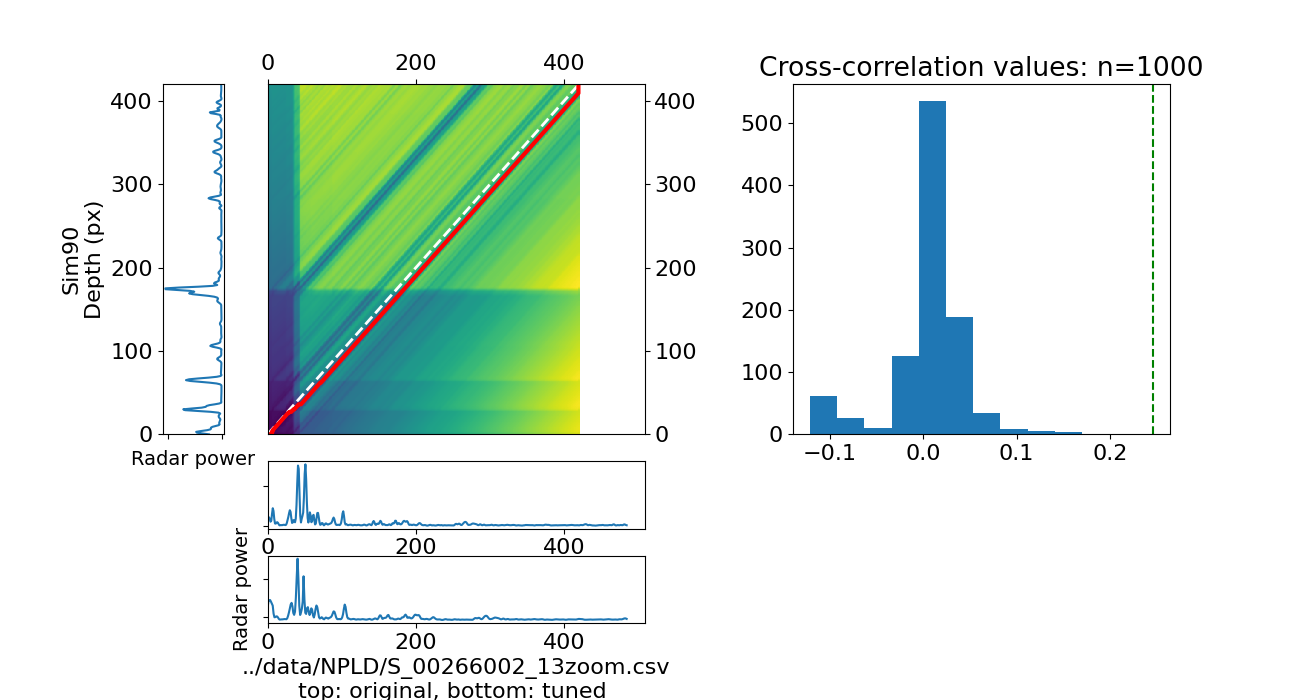 0 200 400
Cross-correlation values: n=1000
400
300
200
100
0
Sim90
Depth (px)
Radar power
400
300
200
100
0
500
400
300
200
100
0
−0.1 0.0 0.1 0.2
0 200 400
Radar power
0 200 400
../data/NPLD/S_00266002_13zoom.csv
top: original, bottom: tuned